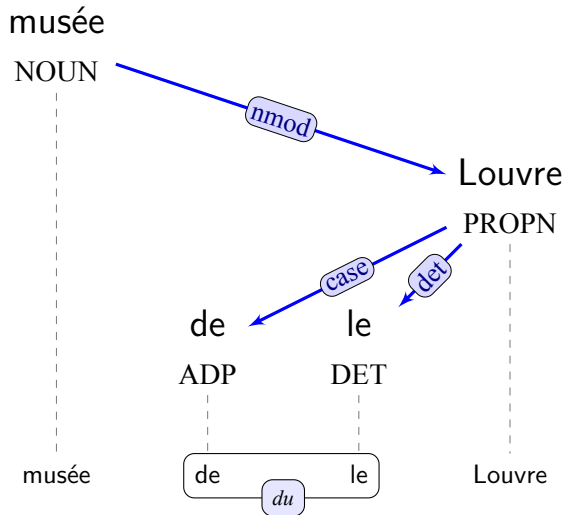 musée
NOUN
nmod
Louvre
PROPN
case det
de le
ADP DET
musée de le Louvre
du